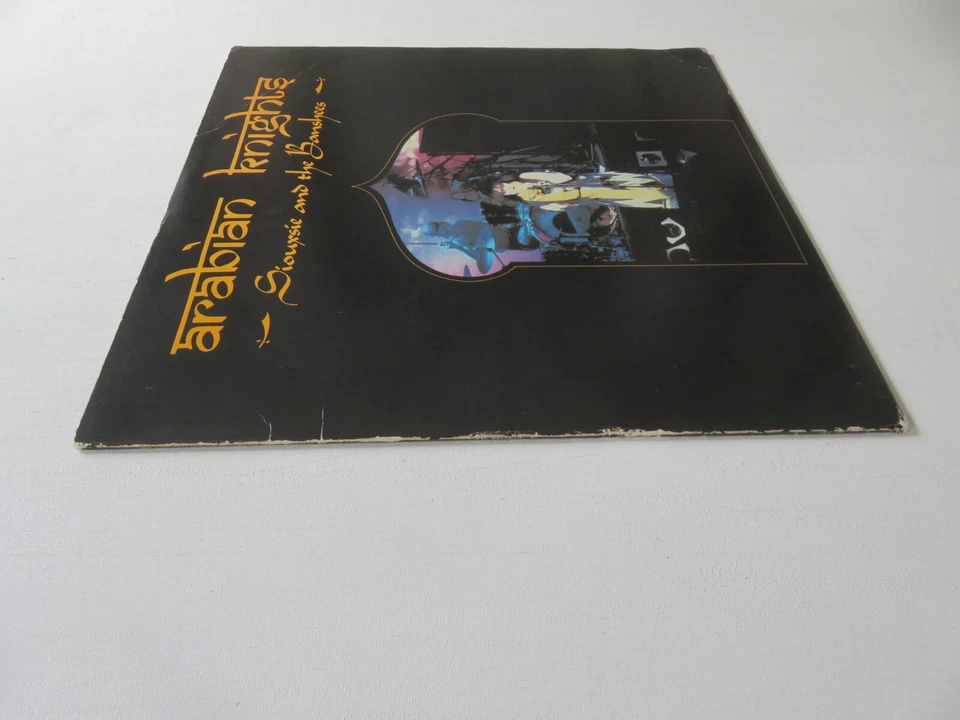 arabian knights
Siouxsie and the Banshees